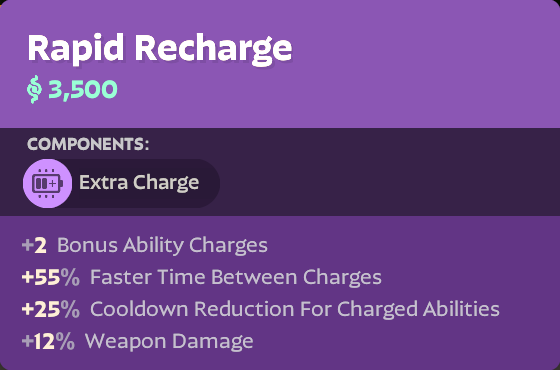 Rapid Recharge
3,500
COMPONENTS:
Extra Charge
+2 Bonus Ability Charges
+55% Faster Time Between Charges
+25% Cooldown Reduction For Charged Abilities
+12% Weapon Damage